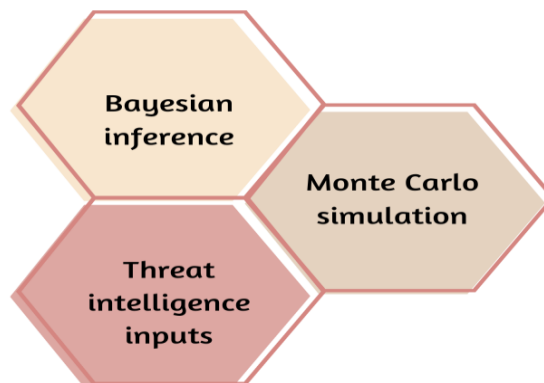 Bayesian
inference
Monte Carlo
simulation
Threat
intelligence
inputs